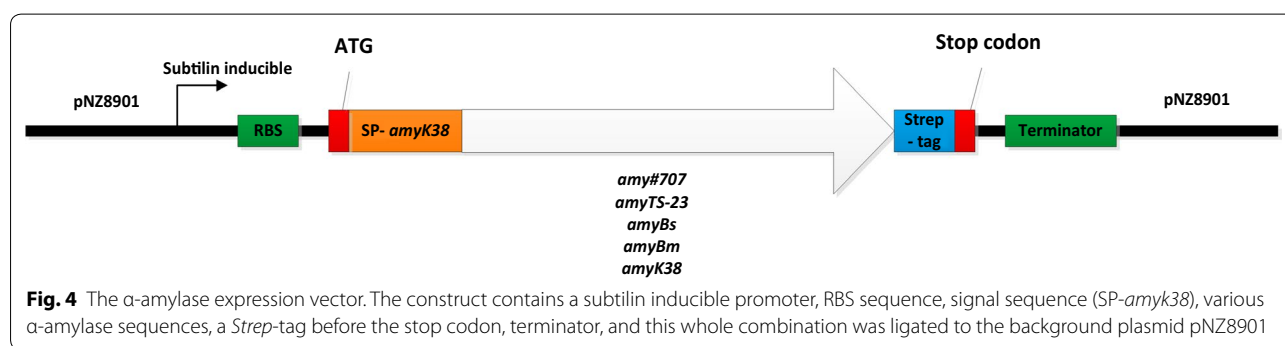 ATG
Stop codon
Subtilin inducible
pNZ8901
pNZ8901
RBS
SP- amyK38
Strep
- tag
Terminator
amy#707
amyTS-23
amyBs
amyBm
amyK38
Fig. 4 The α-amylase expression vector. The construct contains a subtilin inducible promoter, RBS sequence, signal sequence (SP-amyk38), various
α-amylase sequences, a Strep-tag before the stop codon, terminator, and this whole combination was ligated to the background plasmid pNZ8901